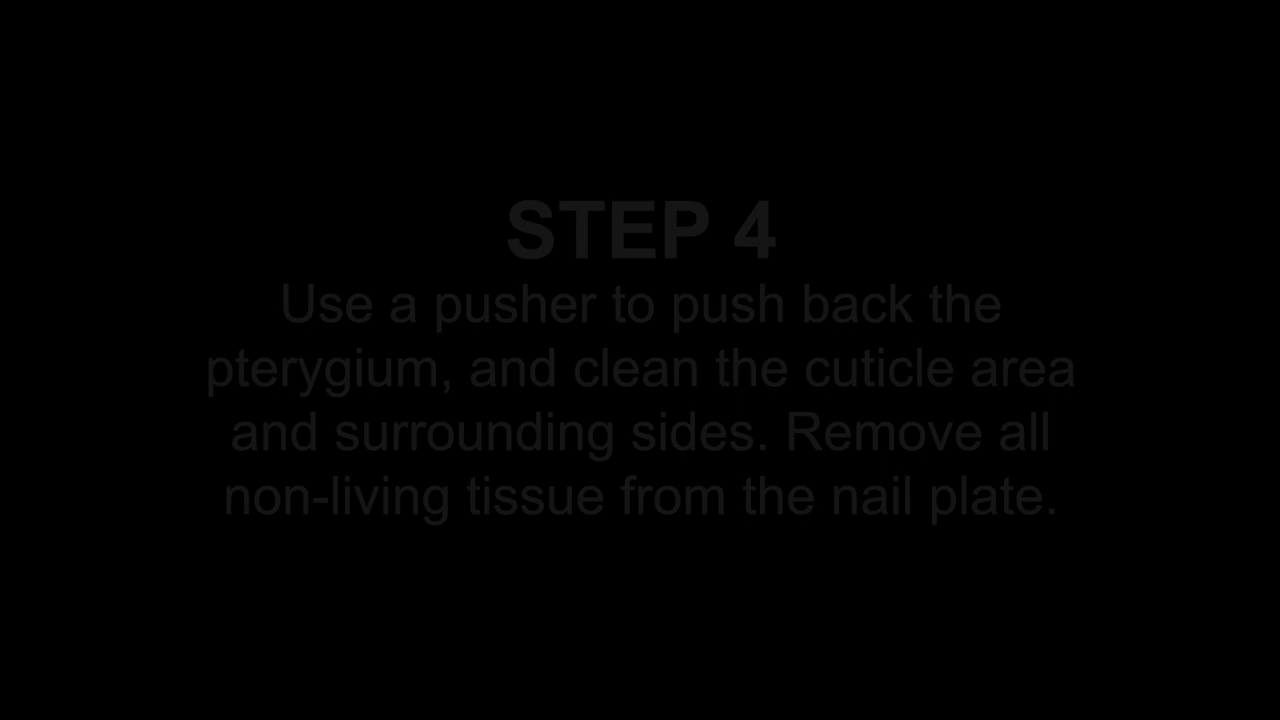 STEP 4
Use a pusher to push back the
pterygium, and clean the cuticle area
and surrounding sides. Remove all
non-living tissue from the nail plate.